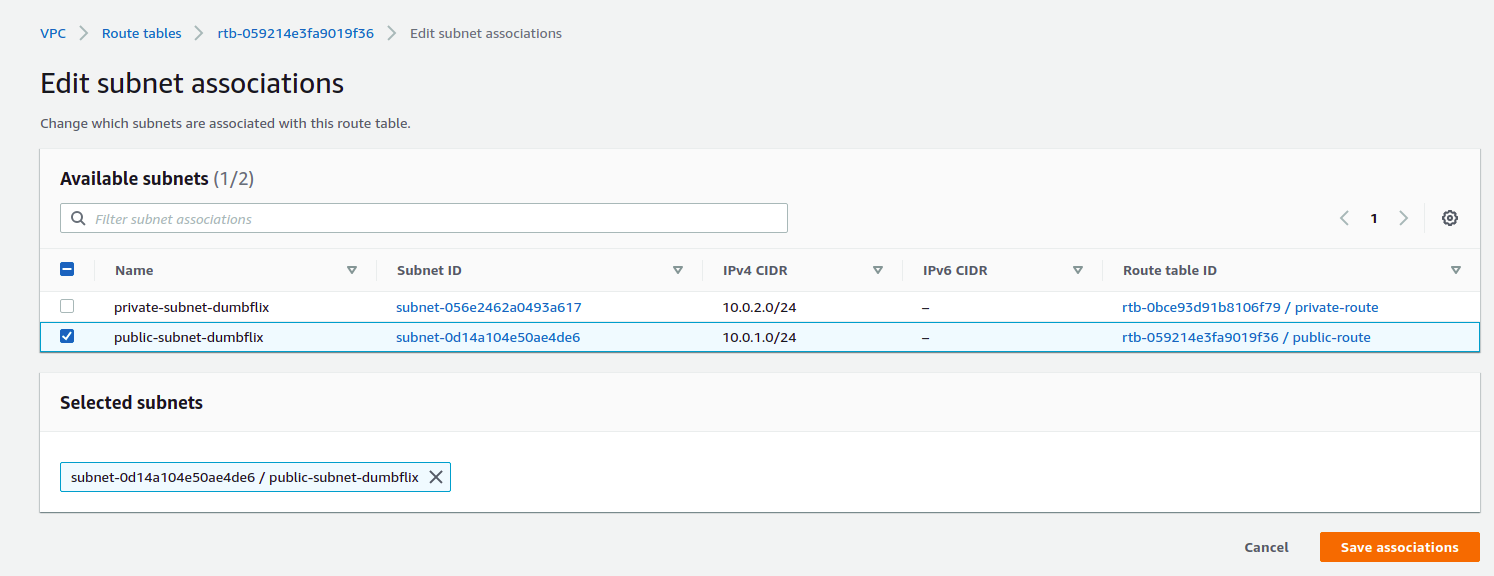 VPC > Route tables > rtb-059214e3fa9019f36 > Edit subnet associations
Edit subnet associations
Change which subnets are associated with this route table.
Available subnets (1/2)
Filter subnet associations
1
Name Subnet ID IPv4 CIDR IPv6 CIDR Route table ID
private-subnet-dumbflix subnet-056e2462a0493a617 10.0.2.0/24 – rtb-0bce93d91b8106f79 / private-route
public-subnet-dumbflix subnet-0d14a104e50ae4de6 10.0.1.0/24 – rtb-059214e3fa9019f36 / public-route
Selected subnets
subnet-0d14a104e50ae4de6 / public-subnet-dumbflix
Cancel Save associations